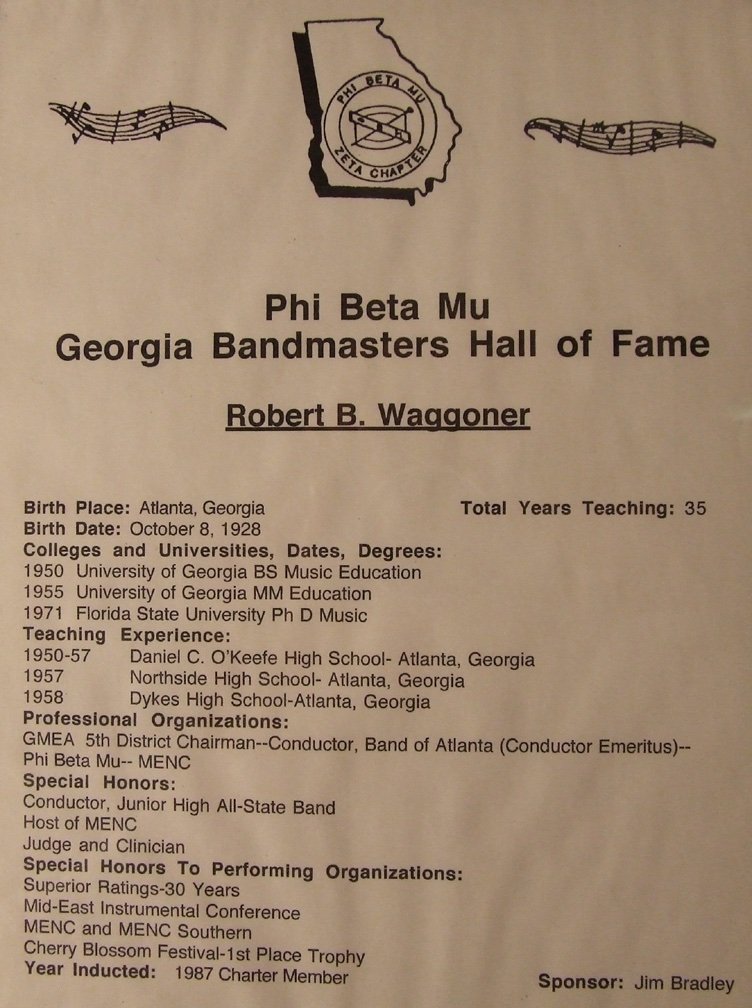 PHI BETA MU
ZETA CHAPTER
Phi Beta Mu
Georgia Bandmasters Hall of Fame
Robert B. Waggoner
Birth Place: Atlanta, Georgia Total Years Teaching: 35
Birth Date: October 8, 1928
Colleges and Universities, Dates, Degrees:
1950 University of Georgia BS Music Education
1955 University of Georgia MM Education
1971 Florida State University Ph D Music
Teaching Experience:
1950-57 Daniel C. O'Keefe High School- Atlanta, Georgia
1957 Northside High School- Atlanta, Georgia
1958 Dykes High School-Atlanta, Georgia
Professional Organizations:
GMEA 5th District Chairman--Conductor, Band of Atlanta (Conductor Emeritus)--
Phi Beta Mu-- MENC
Special Honors:
Conductor, Junior High All-State Band
Host of MENC
Judge and Clinician
Special Honors To Performing Organizations:
Superior Ratings-30 Years
Mid-East Instrumental Conference
MENC and MENC Southern
Cherry Blossom Festival-1st Place Trophy
Year Inducted: 1987 Charter Member
Sponsor: Jim Bradley